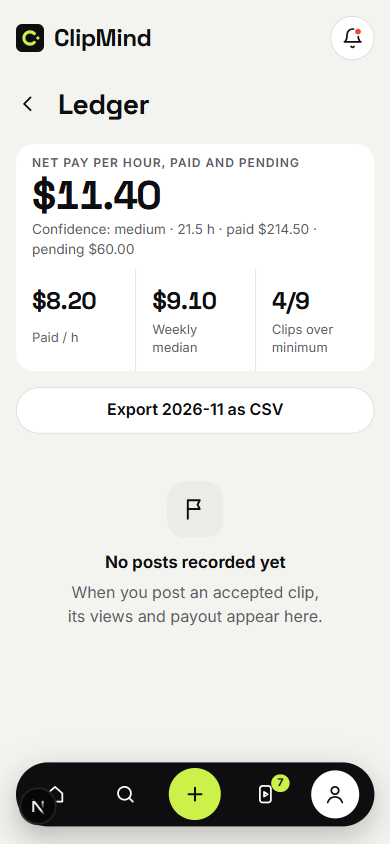 ClipMind
Ledger
NET PAY PER HOUR, PAID AND PENDING
$11.40
Confidence: medium · 21.5 h · paid $214.50 ·
pending $60.00
$8.20
Paid / h
$9.10
Weekly
median
4/9
Clips over
minimum
Export 2026-11 as CSV
No posts recorded yet
When you post an accepted clip,
its views and payout appear here.
7
N